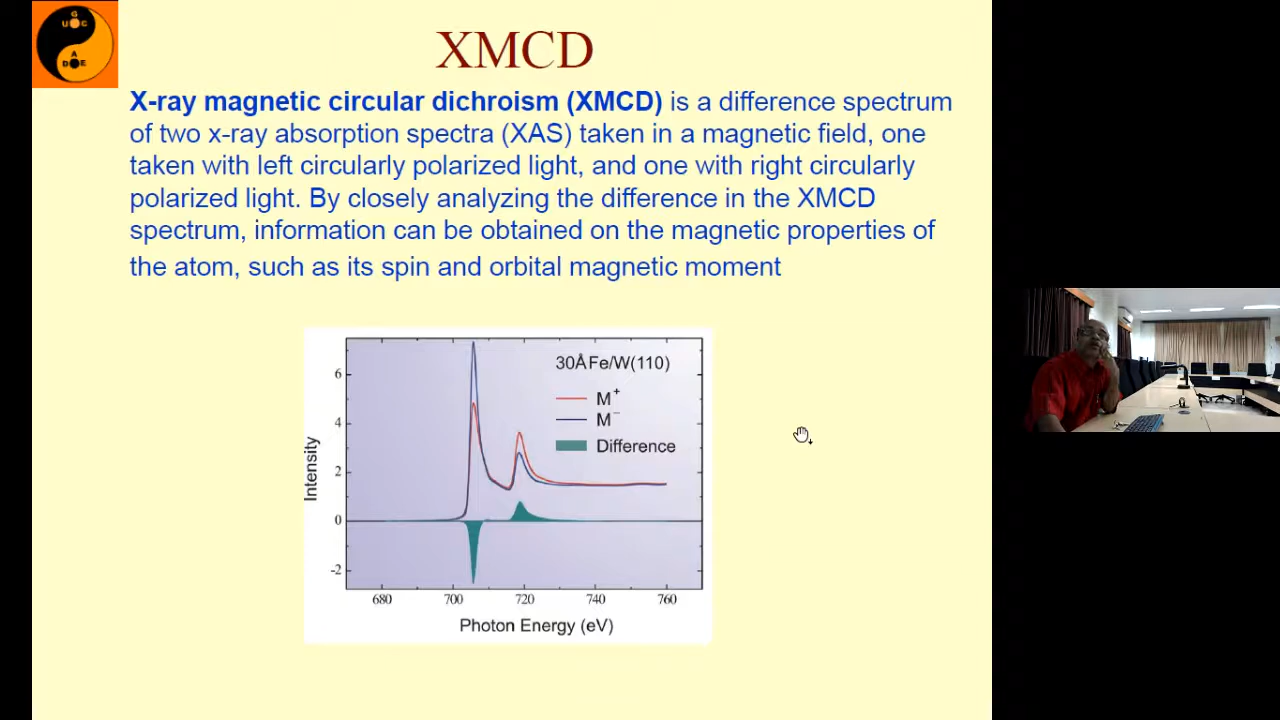 G
U G C
A
D E
XMCD
X-ray magnetic circular dichroism (XMCD) is a difference spectrum
of two x-ray absorption spectra (XAS) taken in a magnetic field, one
taken with left circularly polarized light, and one with right circularly
polarized light. By closely analyzing the difference in the XMCD
spectrum, information can be obtained on the magnetic properties of
the atom, such as its spin and orbital magnetic moment
30ÅFe/W(110)
M+
M−
Difference
Intensity
6
4
2
0
-2
680 700 720 740 760
Photon Energy (eV)